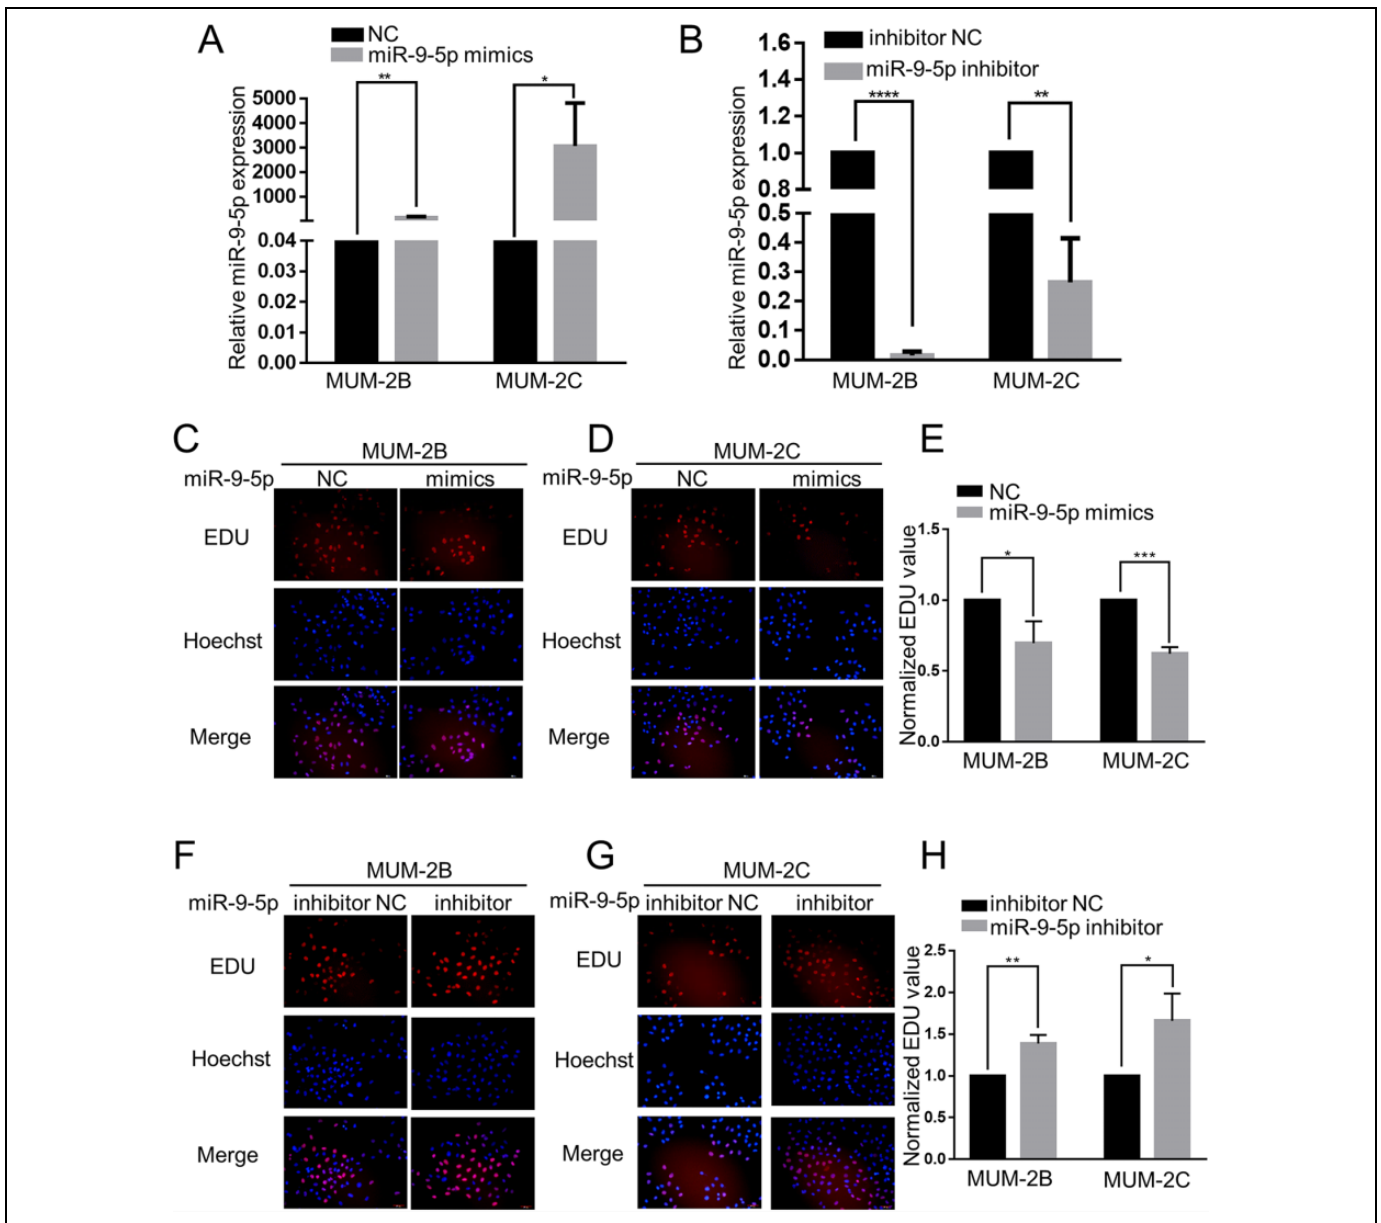 A
NC
miR-9-5p mimics
Relative miR-9-5p expression
5000
4000
3000
2000
1000
0.04
0.03
0.02
0.01
0.00
**
*
MUM-2B
MUM-2C
B
inhibitor NC
miR-9-5p inhibitor
Relative miR-9-5p expression
1.6
1.4
1.2
1.0
0.8
0.5
0.4
0.3
0.2
0.1
0.0
****
**
MUM-2B
MUM-2C
C
MUM-2B
miR-9-5p NC mimics
EDU
Hoechst
Merge
D
MUM-2C
miR-9-5p NC mimics
EDU
Hoechst
Merge
E
NC
miR-9-5p mimics
Normalized EDU value
1.5
1.0
0.5
0.0
*
***
MUM-2B
MUM-2C
F
MUM-2B
miR-9-5p inhibitor NC inhibitor
EDU
Hoechst
Merge
G
MUM-2C
miR-9-5p inhibitor NC inhibitor
EDU
Hoechst
Merge
H
inhibitor NC
miR-9-5p inhibitor
Normalized EDU value
2.5
2.0
1.5
1.0
0.5
0.0
**
*
MUM-2B
MUM-2C